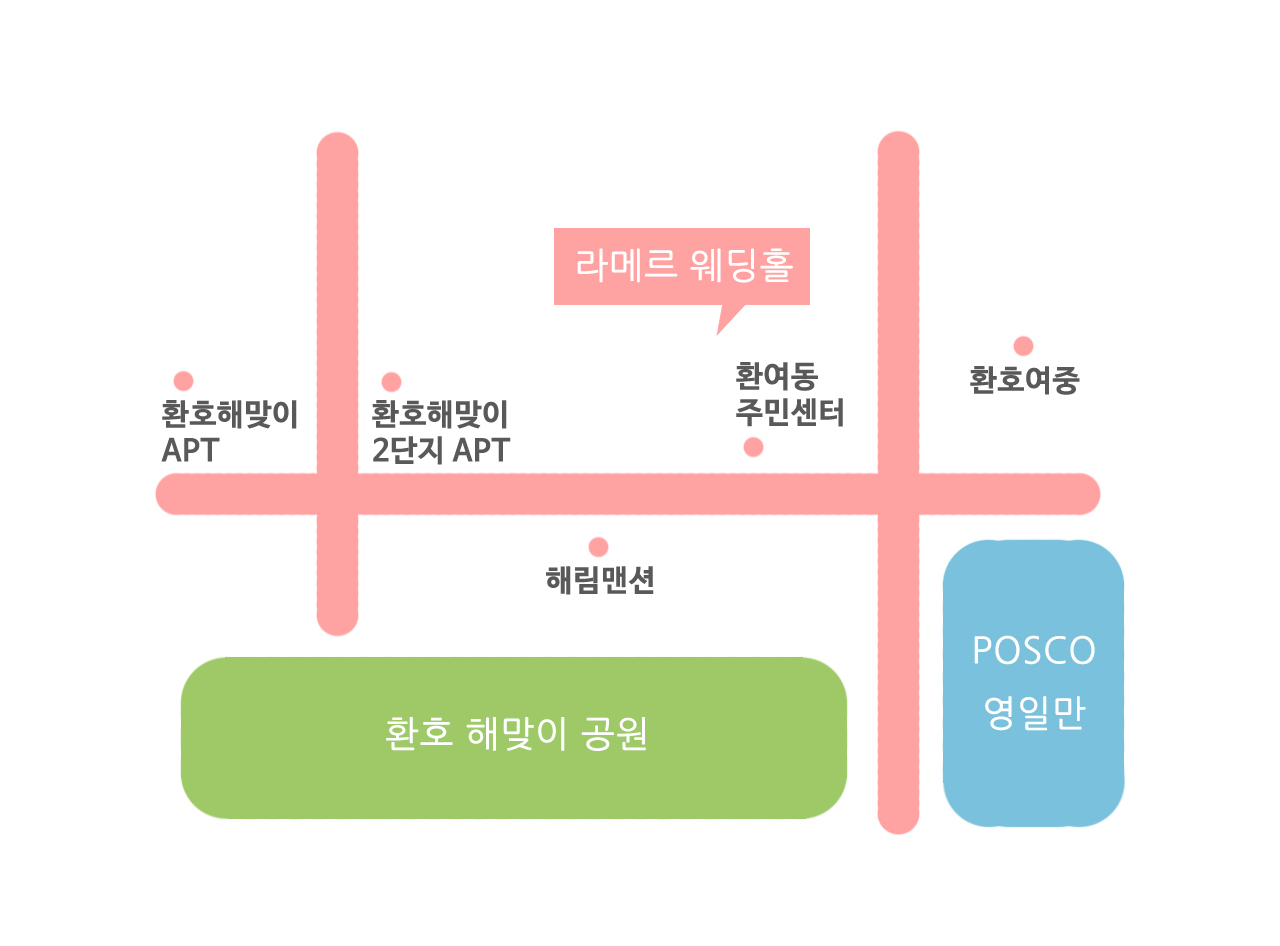 라메르 웨딩홀
환여동
주민센터
환호여중
환호해맞이
APT
환호해맞이
2단지 APT
해림맨션
POSCO
영일만
환호 해맞이 공원